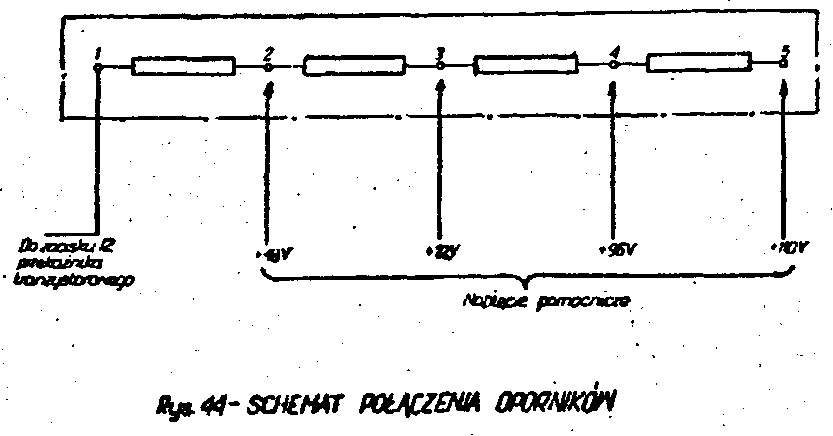 1 2 3 4 5
Do zacisku 12
przekaźnika
tranzystorowego
+48V +72V +96V +110V
Napięcie pomocnicze
Rys. 44 - SCHEMAT POŁĄCZENIA OPORNIKÓW